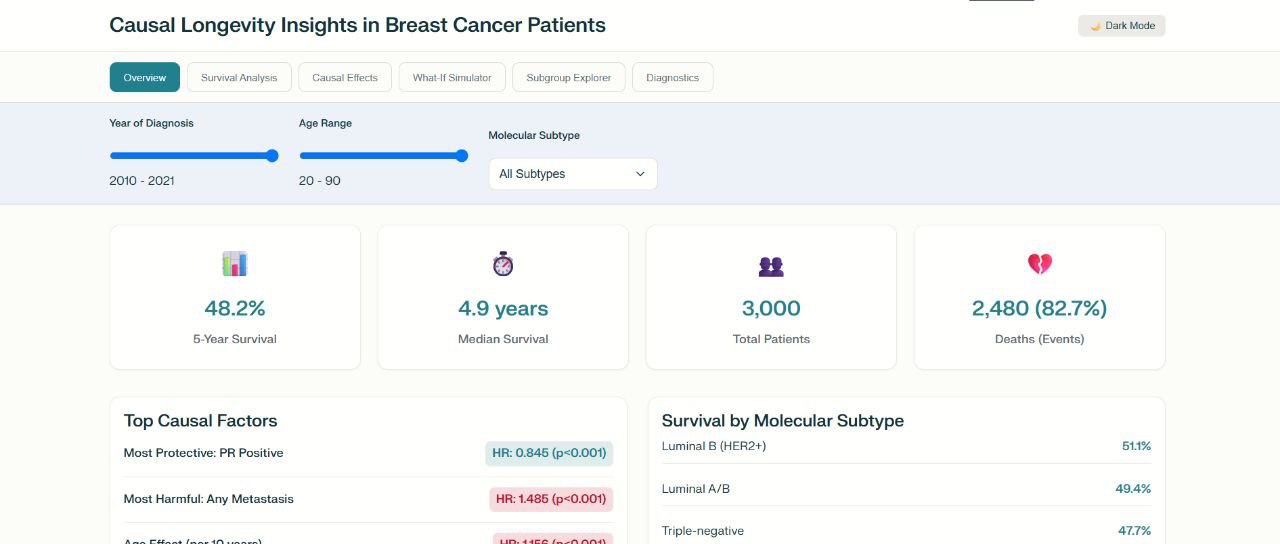 Causal Longevity Insights in Breast Cancer Patients
Dark Mode
Overview
Survival Analysis
Causal Effects
What-If Simulator
Subgroup Explorer
Diagnostics
Year of Diagnosis
2010 - 2021
Age Range
20 - 90
Molecular Subtype
All Subtypes
48.2%
5-Year Survival
4.9 years
Median Survival
3,000
Total Patients
2,480 (82.7%)
Deaths (Events)
Top Causal Factors
Most Protective: PR Positive
HR: 0.845 (p<0.001)
Most Harmful: Any Metastasis
HR: 1.485 (p<0.001)
Age Effect (per 10 years)
HR: 1.156 (p<0.001)
Survival by Molecular Subtype
Luminal B (HER2+)
51.1%
Luminal A/B
49.4%
Triple-negative
47.7%